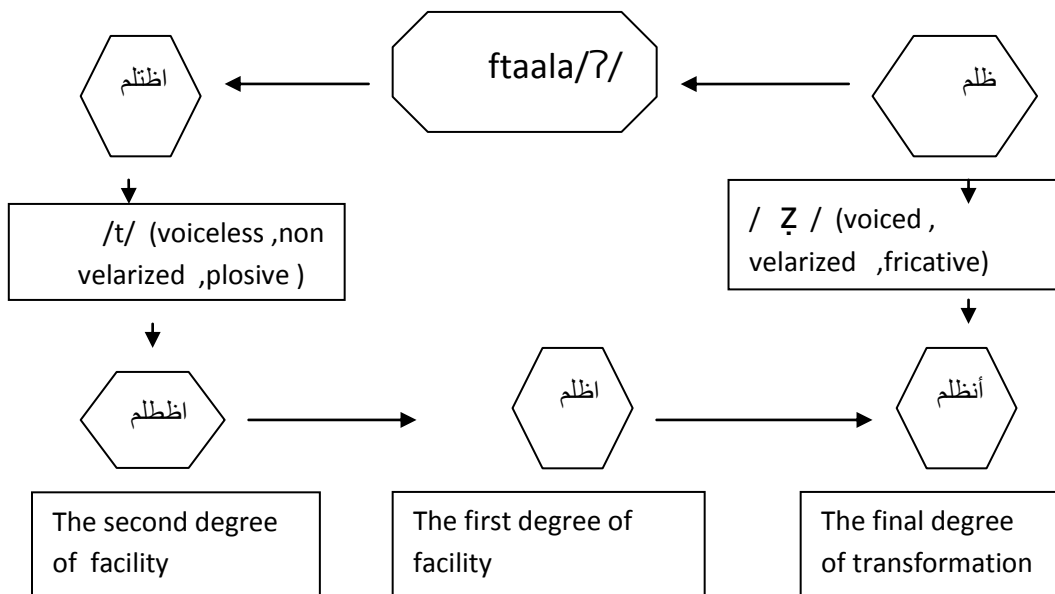 اظتلم
ftaala/Ɂ/
ظلم
/t/ (voiceless ,non
velarized ,plosive )
/ Ẓ / (voiced ,
velarized ,fricative)
اظطلم
اظلم
أنظلم
The second degree
of facility
The first degree of
facility
The final degree
of transformation